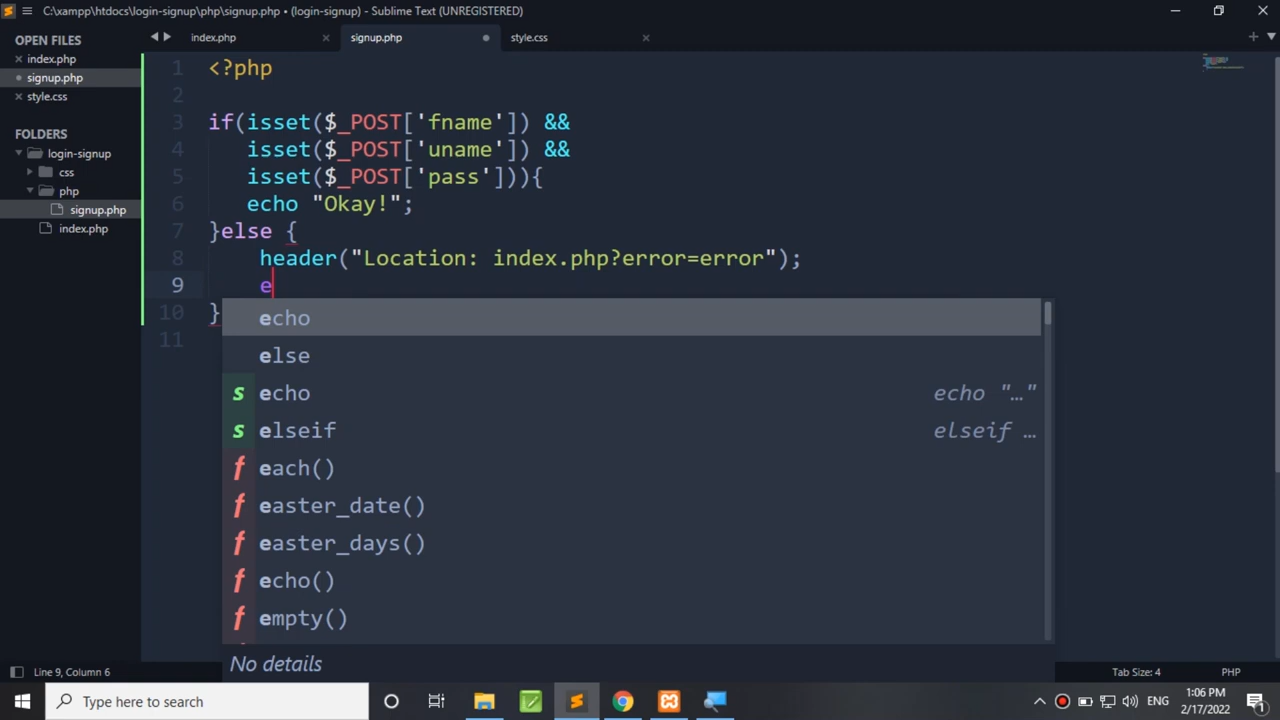 C:\xampp\htdocs\login-signup\php\signup.php • (login-signup) - Sublime Text (UNREGISTERED)
OPEN FILES
index.php
signup.php
style.css
FOLDERS
login-signup
css
php
signup.php
index.php
index.php
signup.php
style.css
1 <?php
2
3 if(isset($_POST['fname']) &&
4 isset($_POST['uname']) &&
5 isset($_POST['pass'])){
6 echo "Okay!";
7 }else {
8 header("Location: index.php?error=error");
9 e
10 }
11
echo
else
s echo echo "…"
s elseif elseif …
f each()
f easter_date()
f easter_days()
f echo()
f empty()
No details
Line 9, Column 6
Tab Size: 4
PHP
Type here to search
ENG
1:06 PM
2/17/2022
1